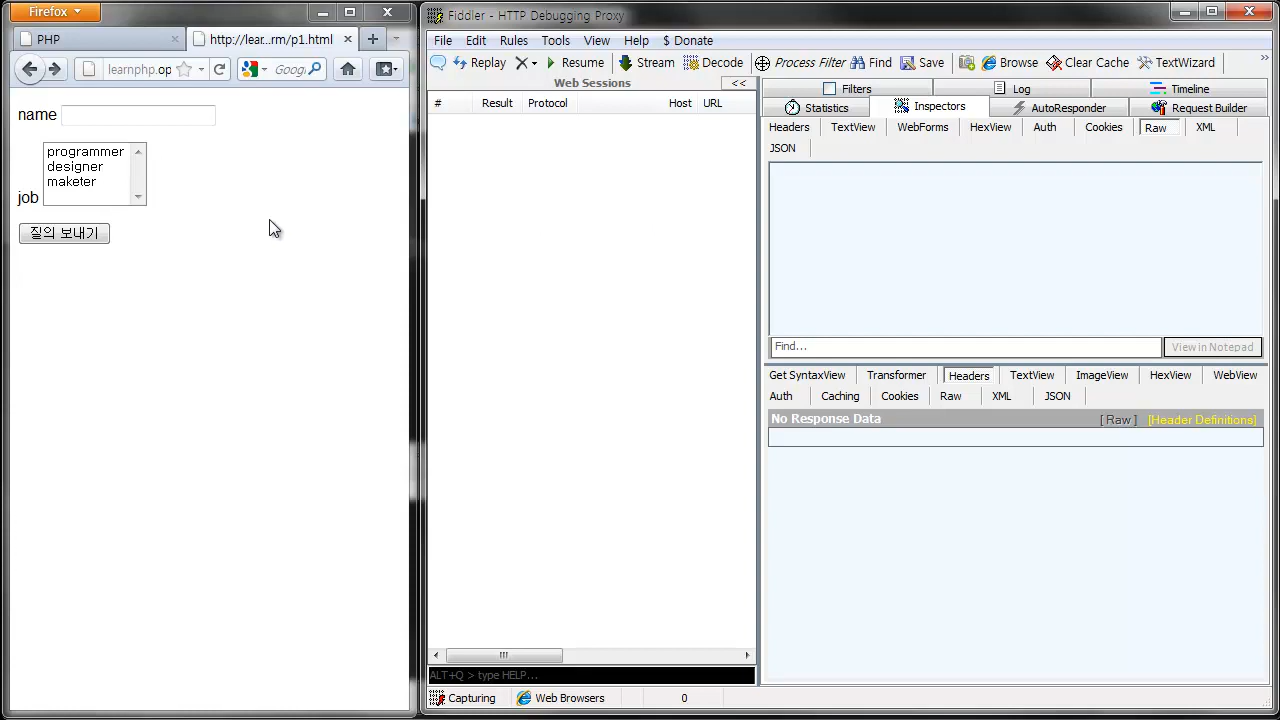 Firefox
PHP
http://lear...rm/p1.html
learnphp.op
Goog
name
programmer
designer
maketer
job
질의 보내기
Fiddler - HTTP Debugging Proxy
File Edit Rules Tools View Help $ Donate
Replay Resume Stream Decode Process Filter Find Save Browse Clear Cache TextWizard
Web Sessions <<
# Result Protocol Host URL
Filters Log Timeline
Statistics Inspectors AutoResponder Request Builder
Headers TextView WebForms HexView Auth Cookies Raw XML
JSON
Find... View in Notepad
Get SyntaxView Transformer Headers TextView ImageView HexView WebView
Auth Caching Cookies Raw XML JSON
No Response Data [ Raw ] [Header Definitions]
ALT+Q > type HELP...
Capturing Web Browsers 0